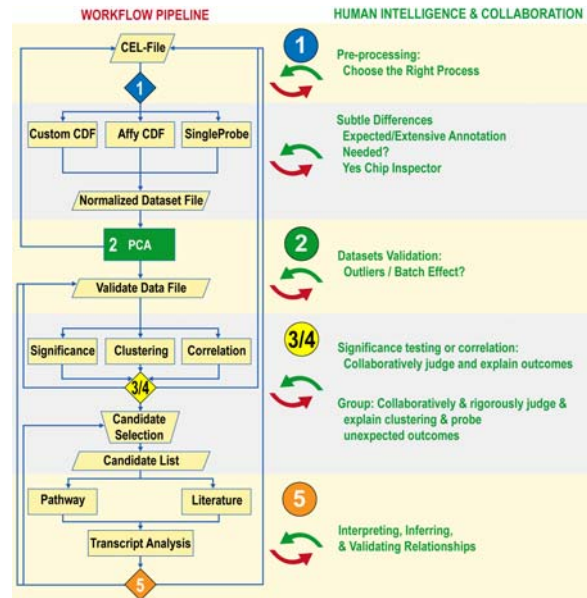 WORKFLOW PIPELINE
CEL-File
1
Custom CDF
Affy CDF
SingleProbe
Normalized Dataset File
2 PCA
Validate Data File
Significance
Clustering
Correlation
3/4
Candidate
Selection
Candidate List
Pathway
Literature
Transcript Analysis
5
HUMAN INTELLIGENCE & COLLABORATION
1
Pre-processing:
Choose the Right Process
Subtle Differences
Expected/Extensive Annotation
Needed?
Yes Chip Inspector
2
Datasets Validation:
Outliers / Batch Effect?
3/4
Significance testing or correlation:
Collaboratively judge and explain outcomes
Group: Collaboratively & rigorously judge &
explain clustering & probe
unexpected outcomes
5
Interpreting, Inferring,
& Validating Relationships